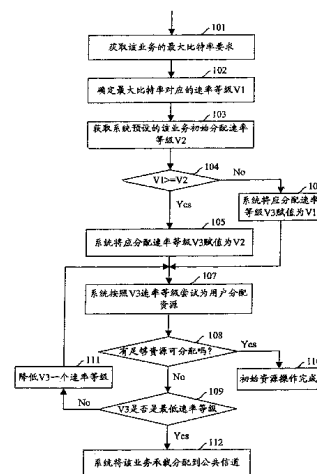 101
获取该业务的最大比特率要求
102
确定最大比特率对应的速率等级V1
103
获取系统预设的该业务初始分配速率
等级V2
104
V1>=V2
No
Yes
系统将应分配速率
等级V3赋值为V1
105
系统将应分配速率等级V3赋值为V2
107
系统按照V3速率等级尝试为用户分配
资源
108
有足够资源可分配吗?
Yes
No
初始资源操作完成
111
降低V3一个速率等级
109
V3是否是最低速率等级
No
Yes
112
系统将该业务承载分配到公共信道